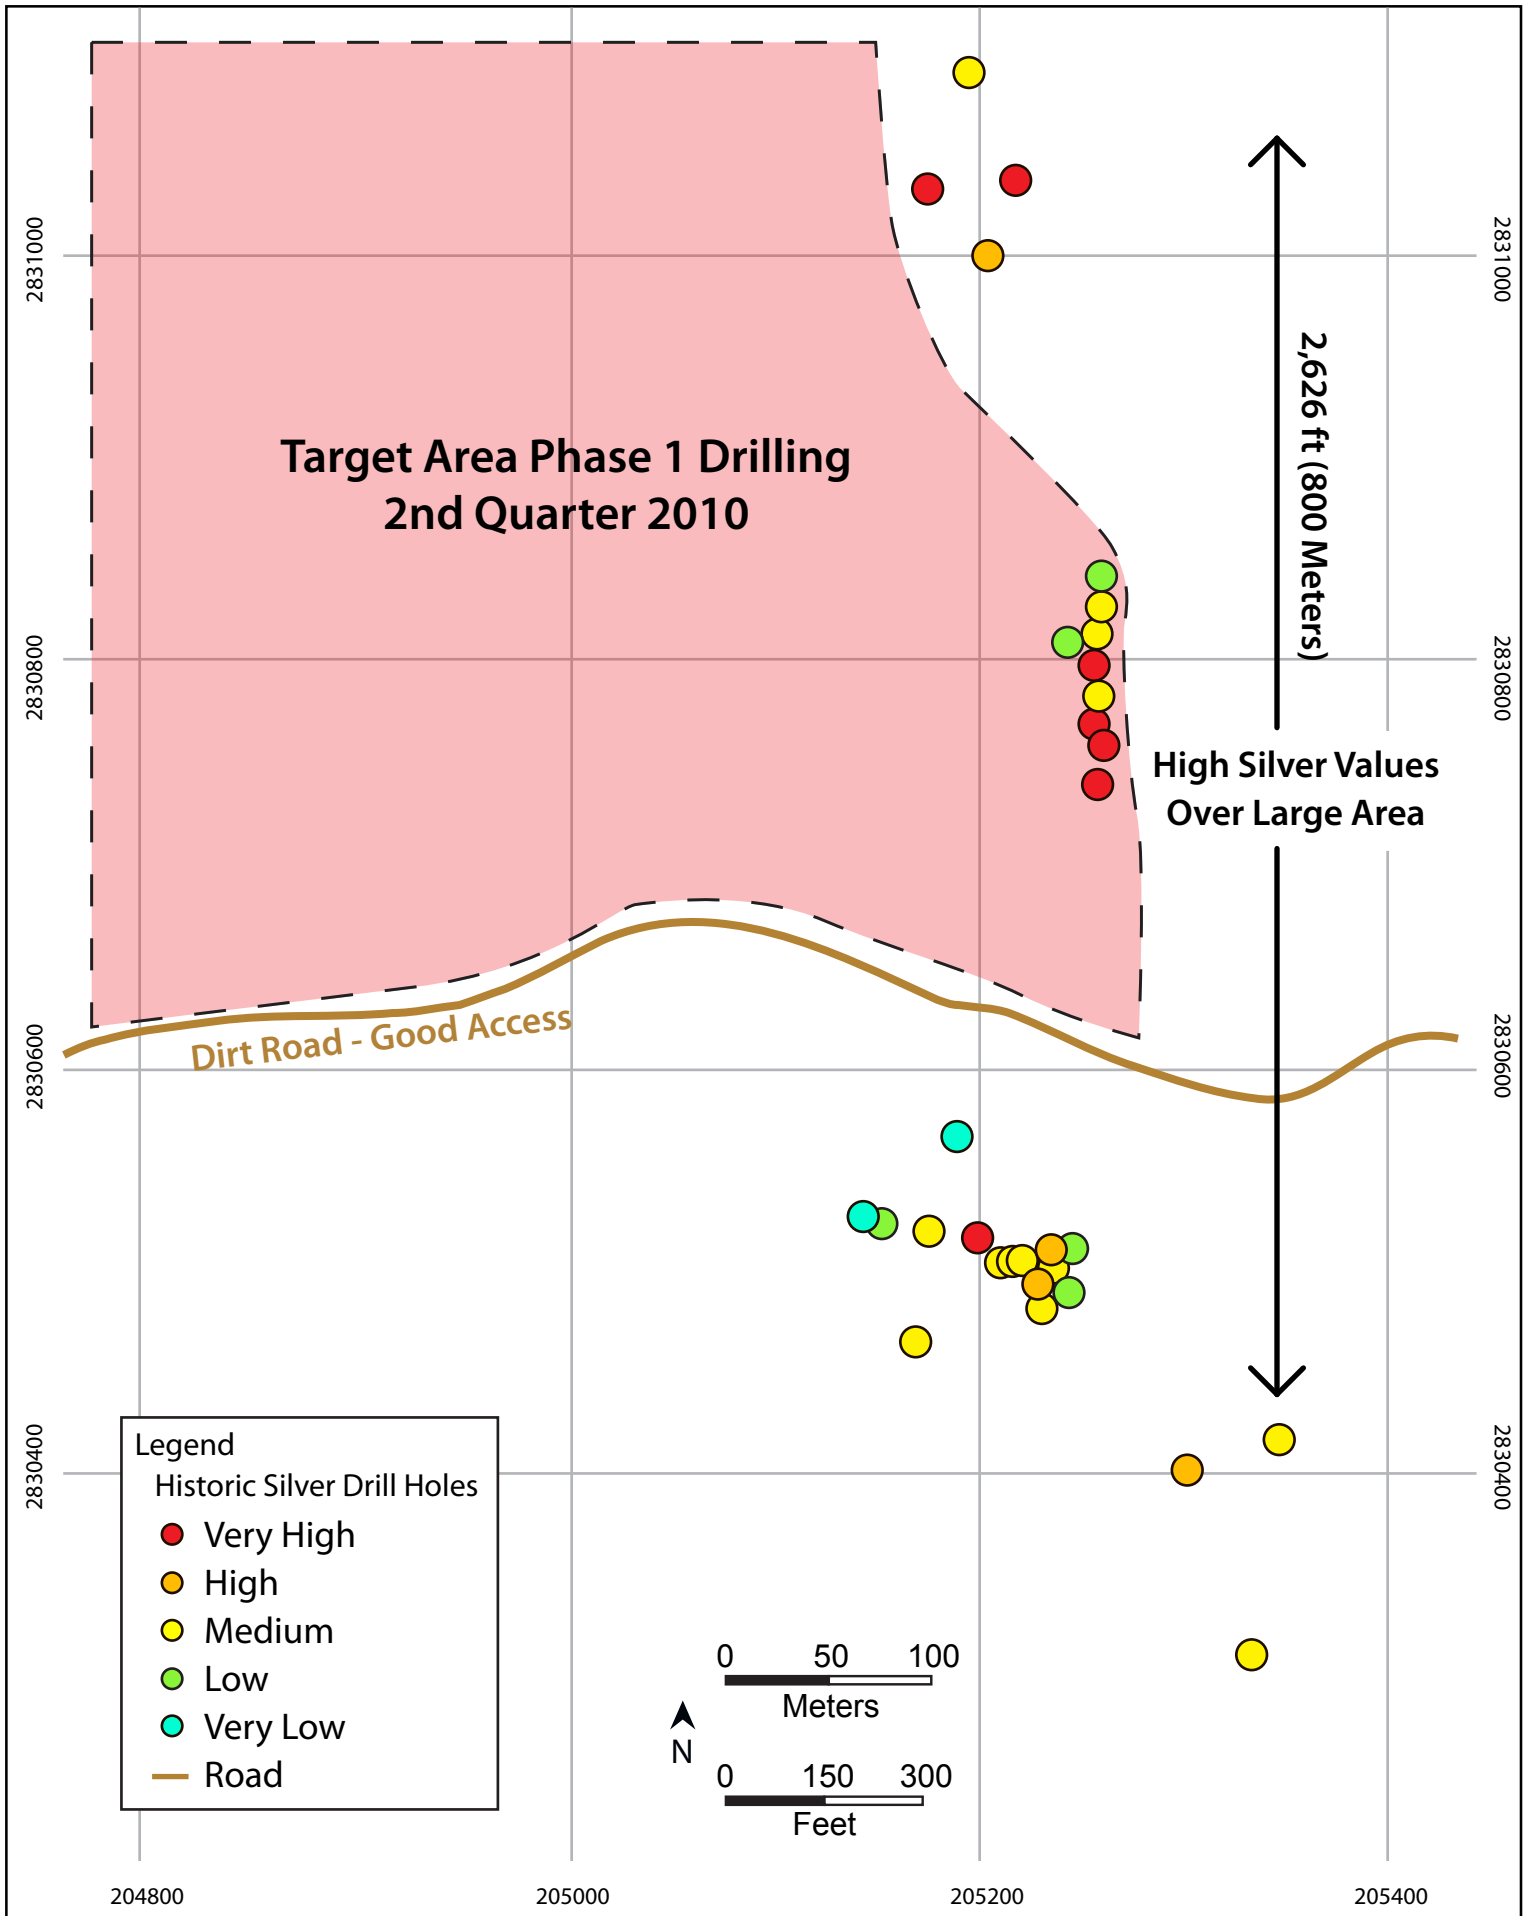 2831000
2831000
2,626 ft (800 Meters)
Target Area Phase 1 Drilling
2nd Quarter 2010
2830800
2830800
High Silver Values
Over Large Area
Dirt Road - Good Access
2830600
2830600
2830400
2830400
Legend
Historic Silver Drill Holes
Very High
High
Medium
Low
Very Low
Road
0 50 100
Meters
N
0 150 300
Feet
204800 205000 205200 205400